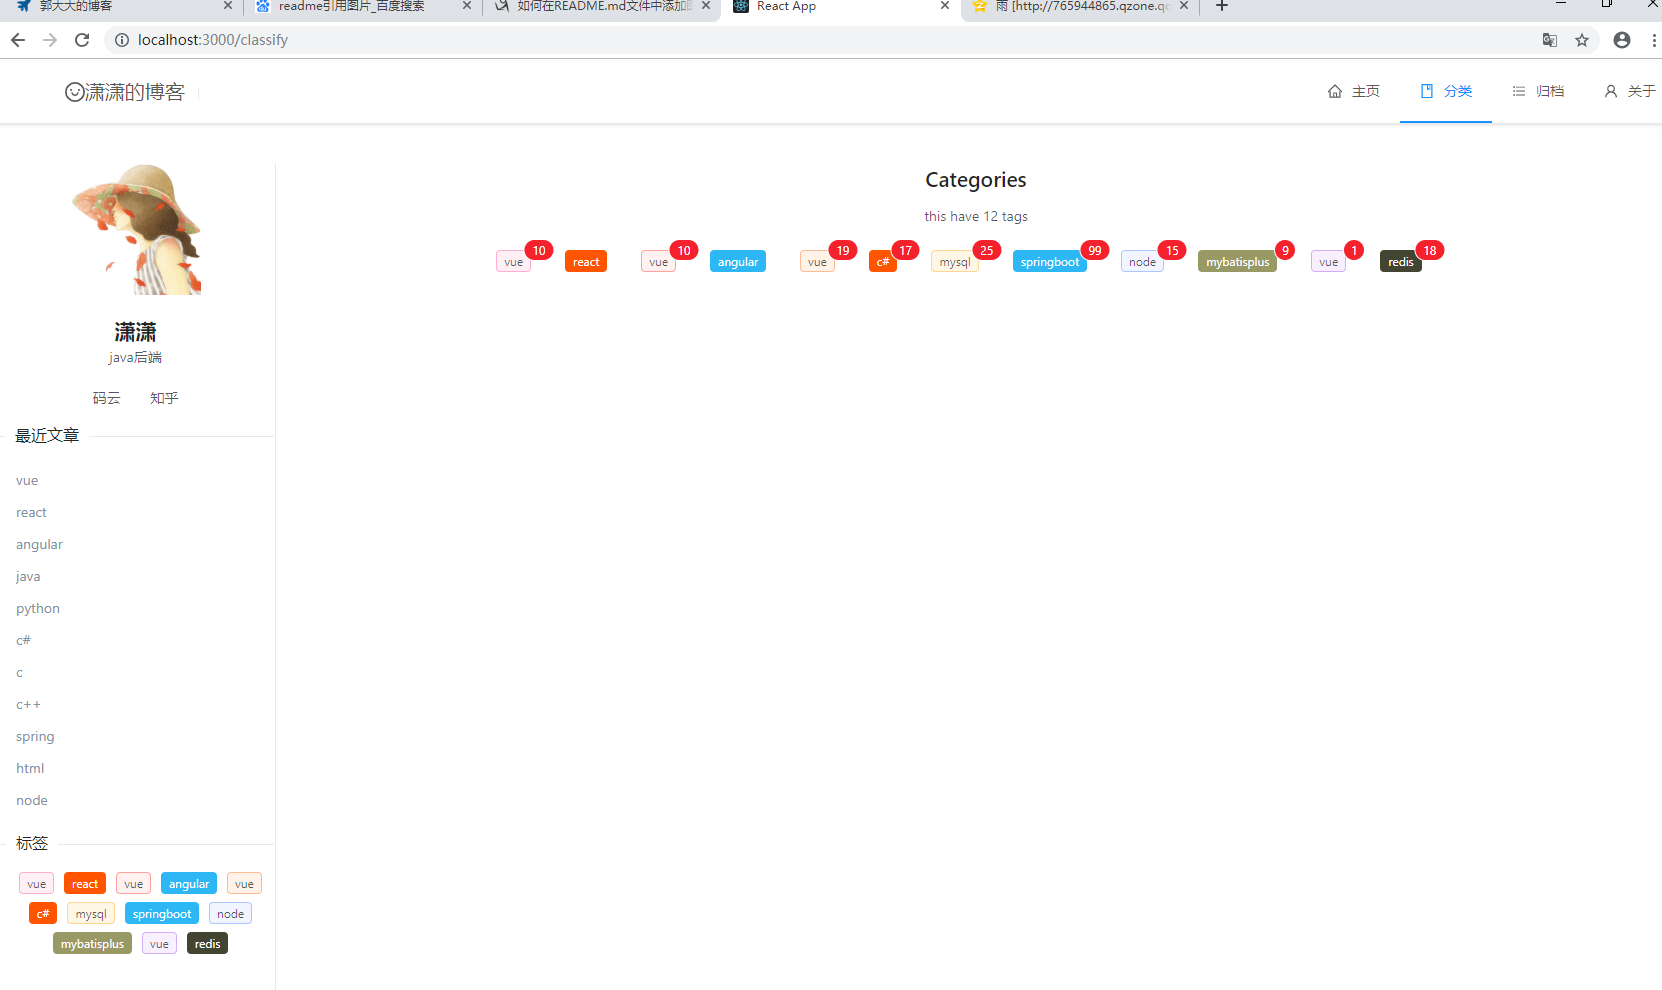 郭大大的博客
readme引用图片_百度搜索
如何在README.md文件中添加
React App
雨 [http://765944865.qzone.qq
localhost:3000/classify
潇潇的博客
主页
分类
归档
关于
潇潇
java后端
码云 知乎
最近文章
vue
react
angular
java
python
c#
c
c++
spring
html
node
标签
vue react vue angular vue
c# mysql springboot node
mybatisplus vue redis
Categories
this have 12 tags
vue 10 react vue 10 angular vue 19 c# 17 mysql 25 springboot 99 node 15 mybatisplus 9 vue 1 redis 18